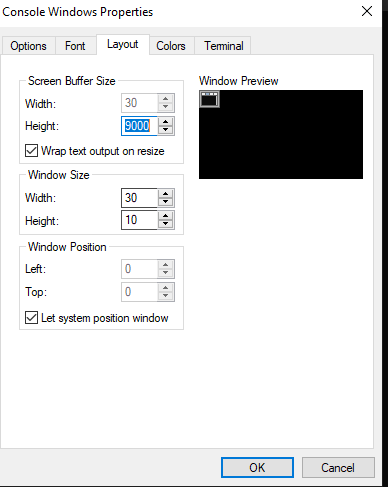 Console Windows Properties
Options Font Layout Colors Terminal
Screen Buffer Size
Width: 30
Height: 9000
Wrap text output on resize
Window Size
Width: 30
Height: 10
Window Position
Left: 0
Top: 0
Let system position window
Window Preview
OK Cancel